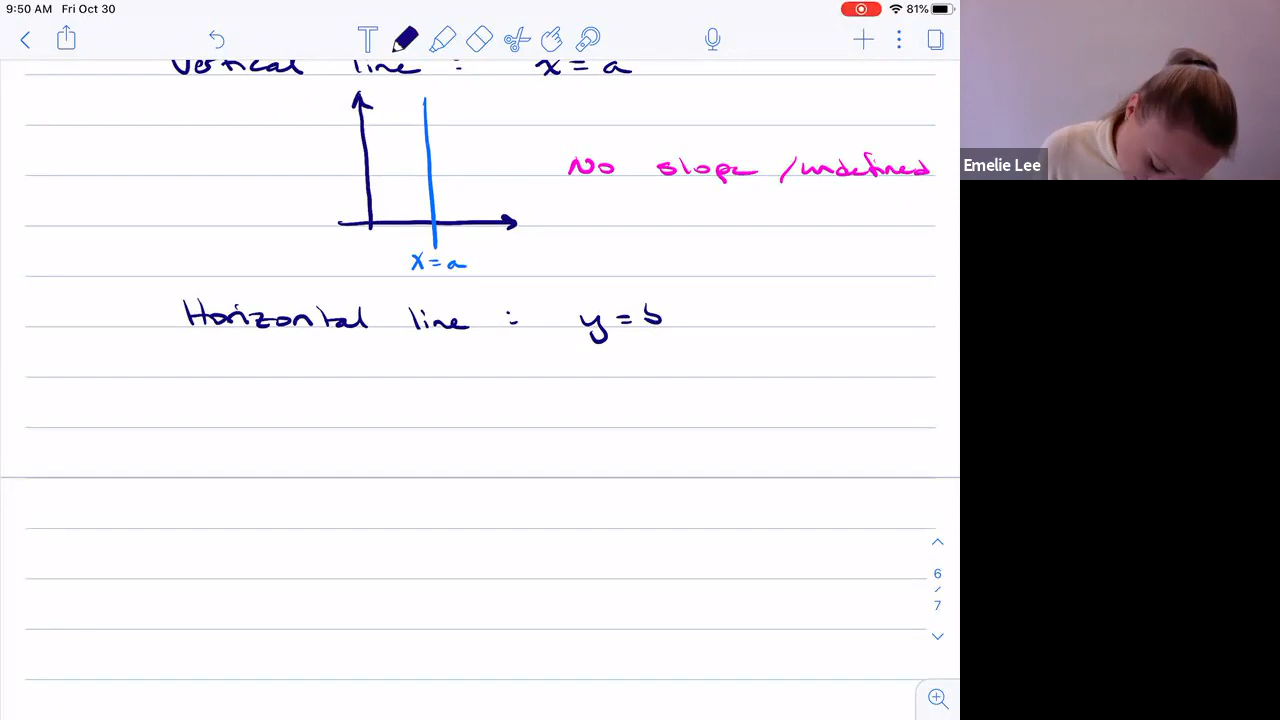 9:50 AM Fri Oct 30
81%
T
Vertical line : x = a
No slope / undefined
Emelie Lee
x = a
Horizontal line : y = b
6
/
7